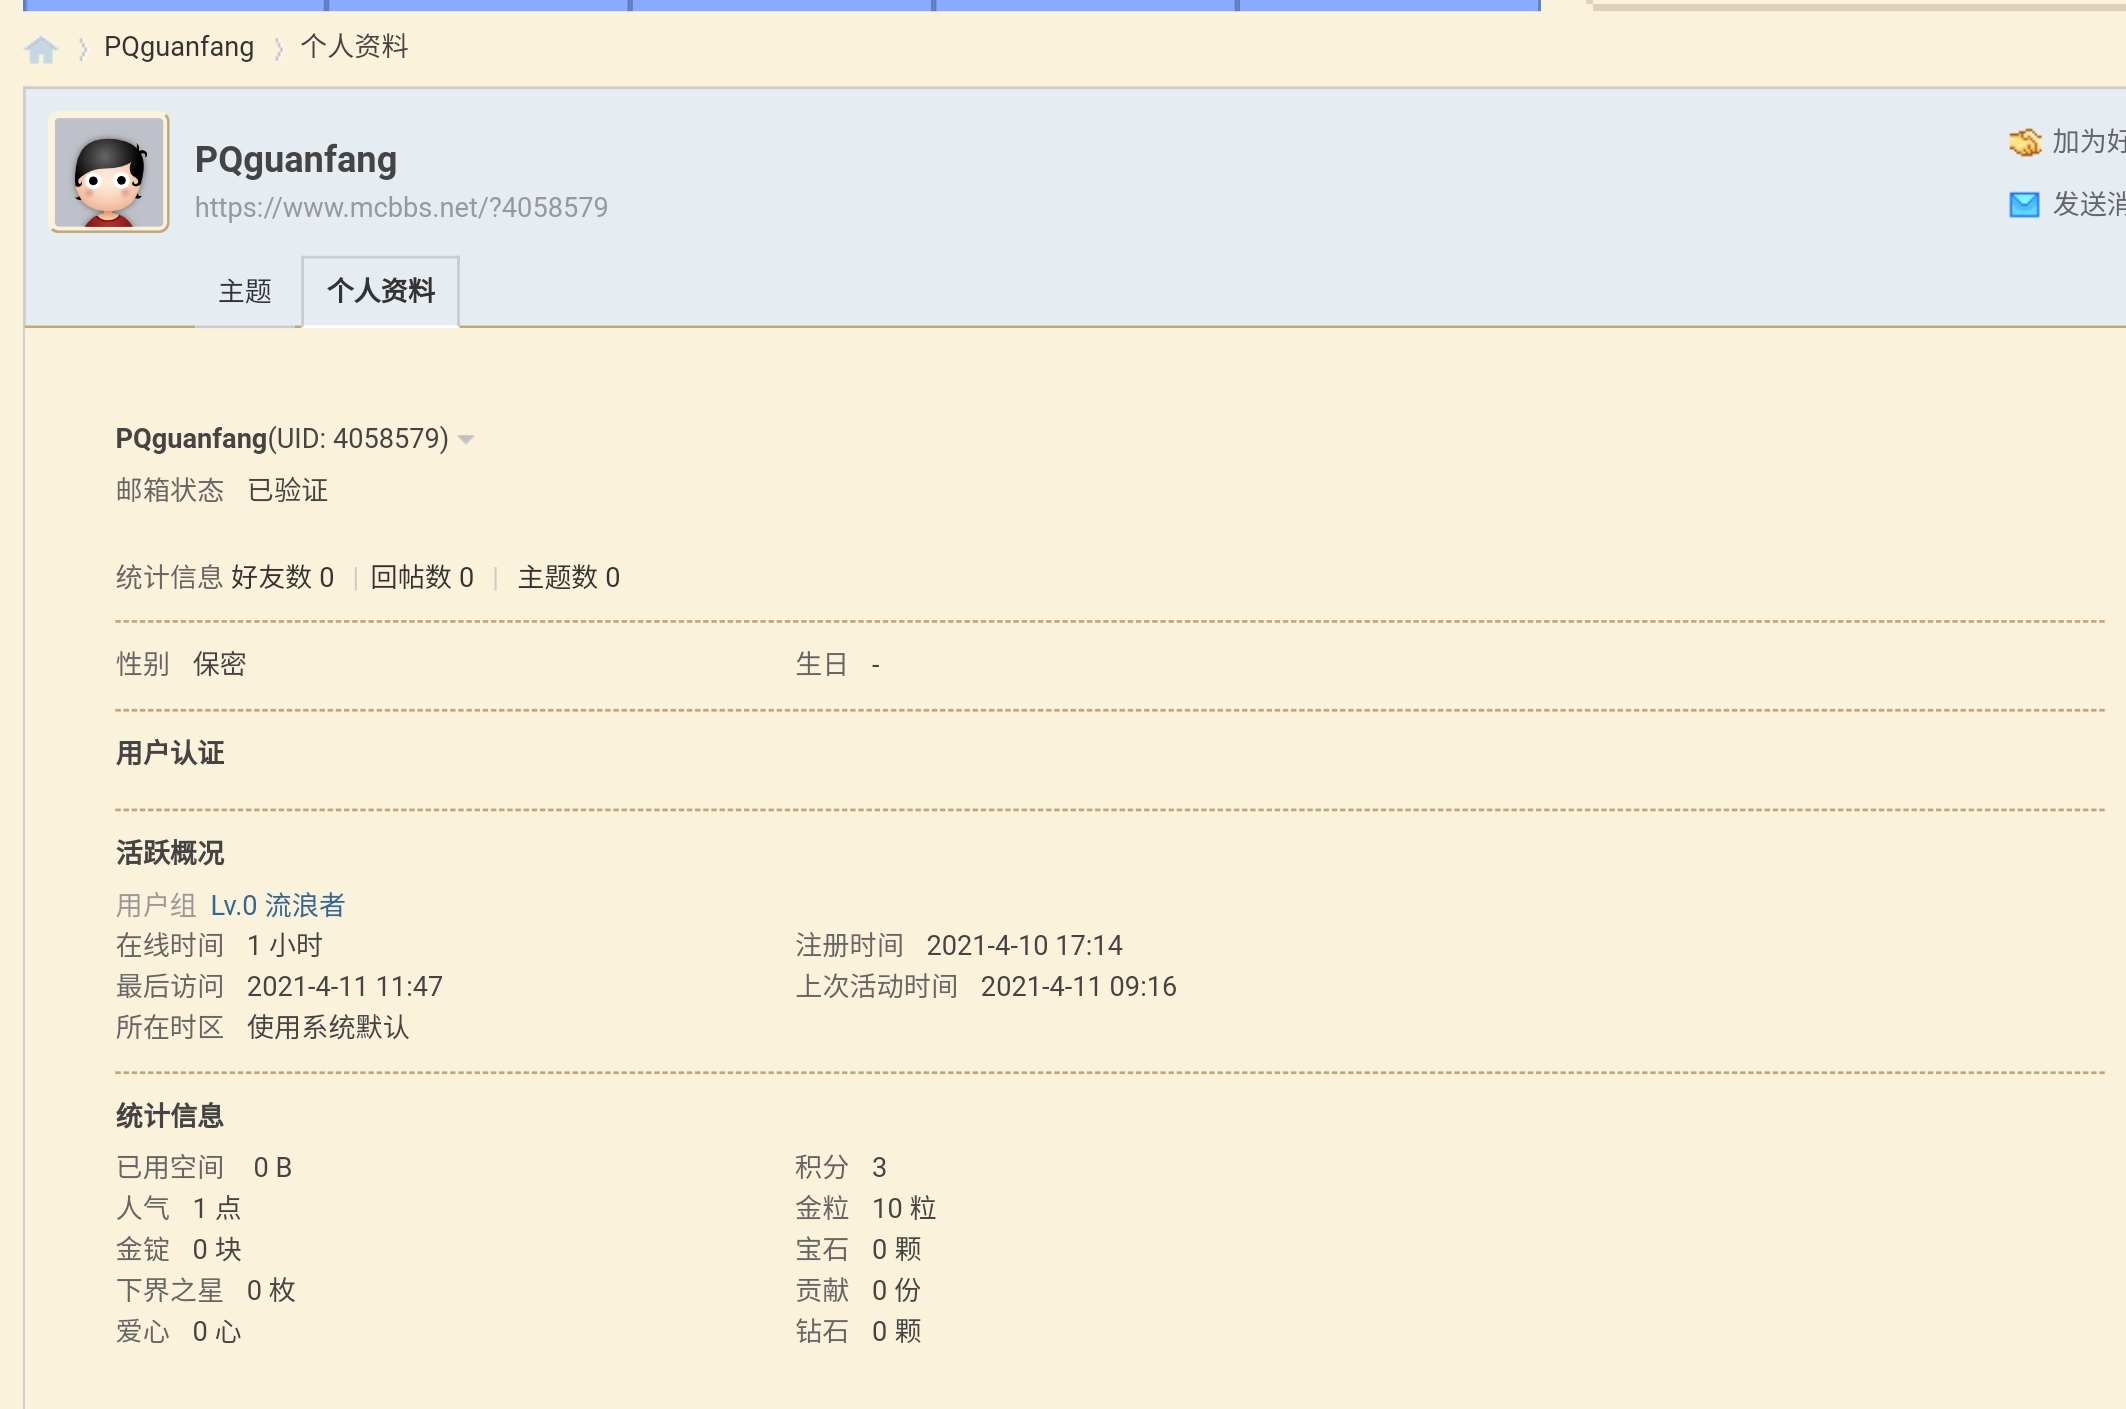 PQguanfang 个人资料
PQguanfang
https://www.mcbbs.net/?4058579
加为好
发送消
主题 个人资料
PQguanfang(UID: 4058579)
邮箱状态 已验证
统计信息 好友数 0 | 回帖数 0 | 主题数 0
性别 保密 生日 -
用户认证
活跃概况
用户组 Lv.0 流浪者
在线时间 1 小时 注册时间 2021-4-10 17:14
最后访问 2021-4-11 11:47 上次活动时间 2021-4-11 09:16
所在时区 使用系统默认
统计信息
已用空间 0 B 积分 3
人气 1 点 金粒 10 粒
金锭 0 块 宝石 0 颗
下界之星 0 枚 贡献 0 份
爱心 0 心 钻石 0 颗